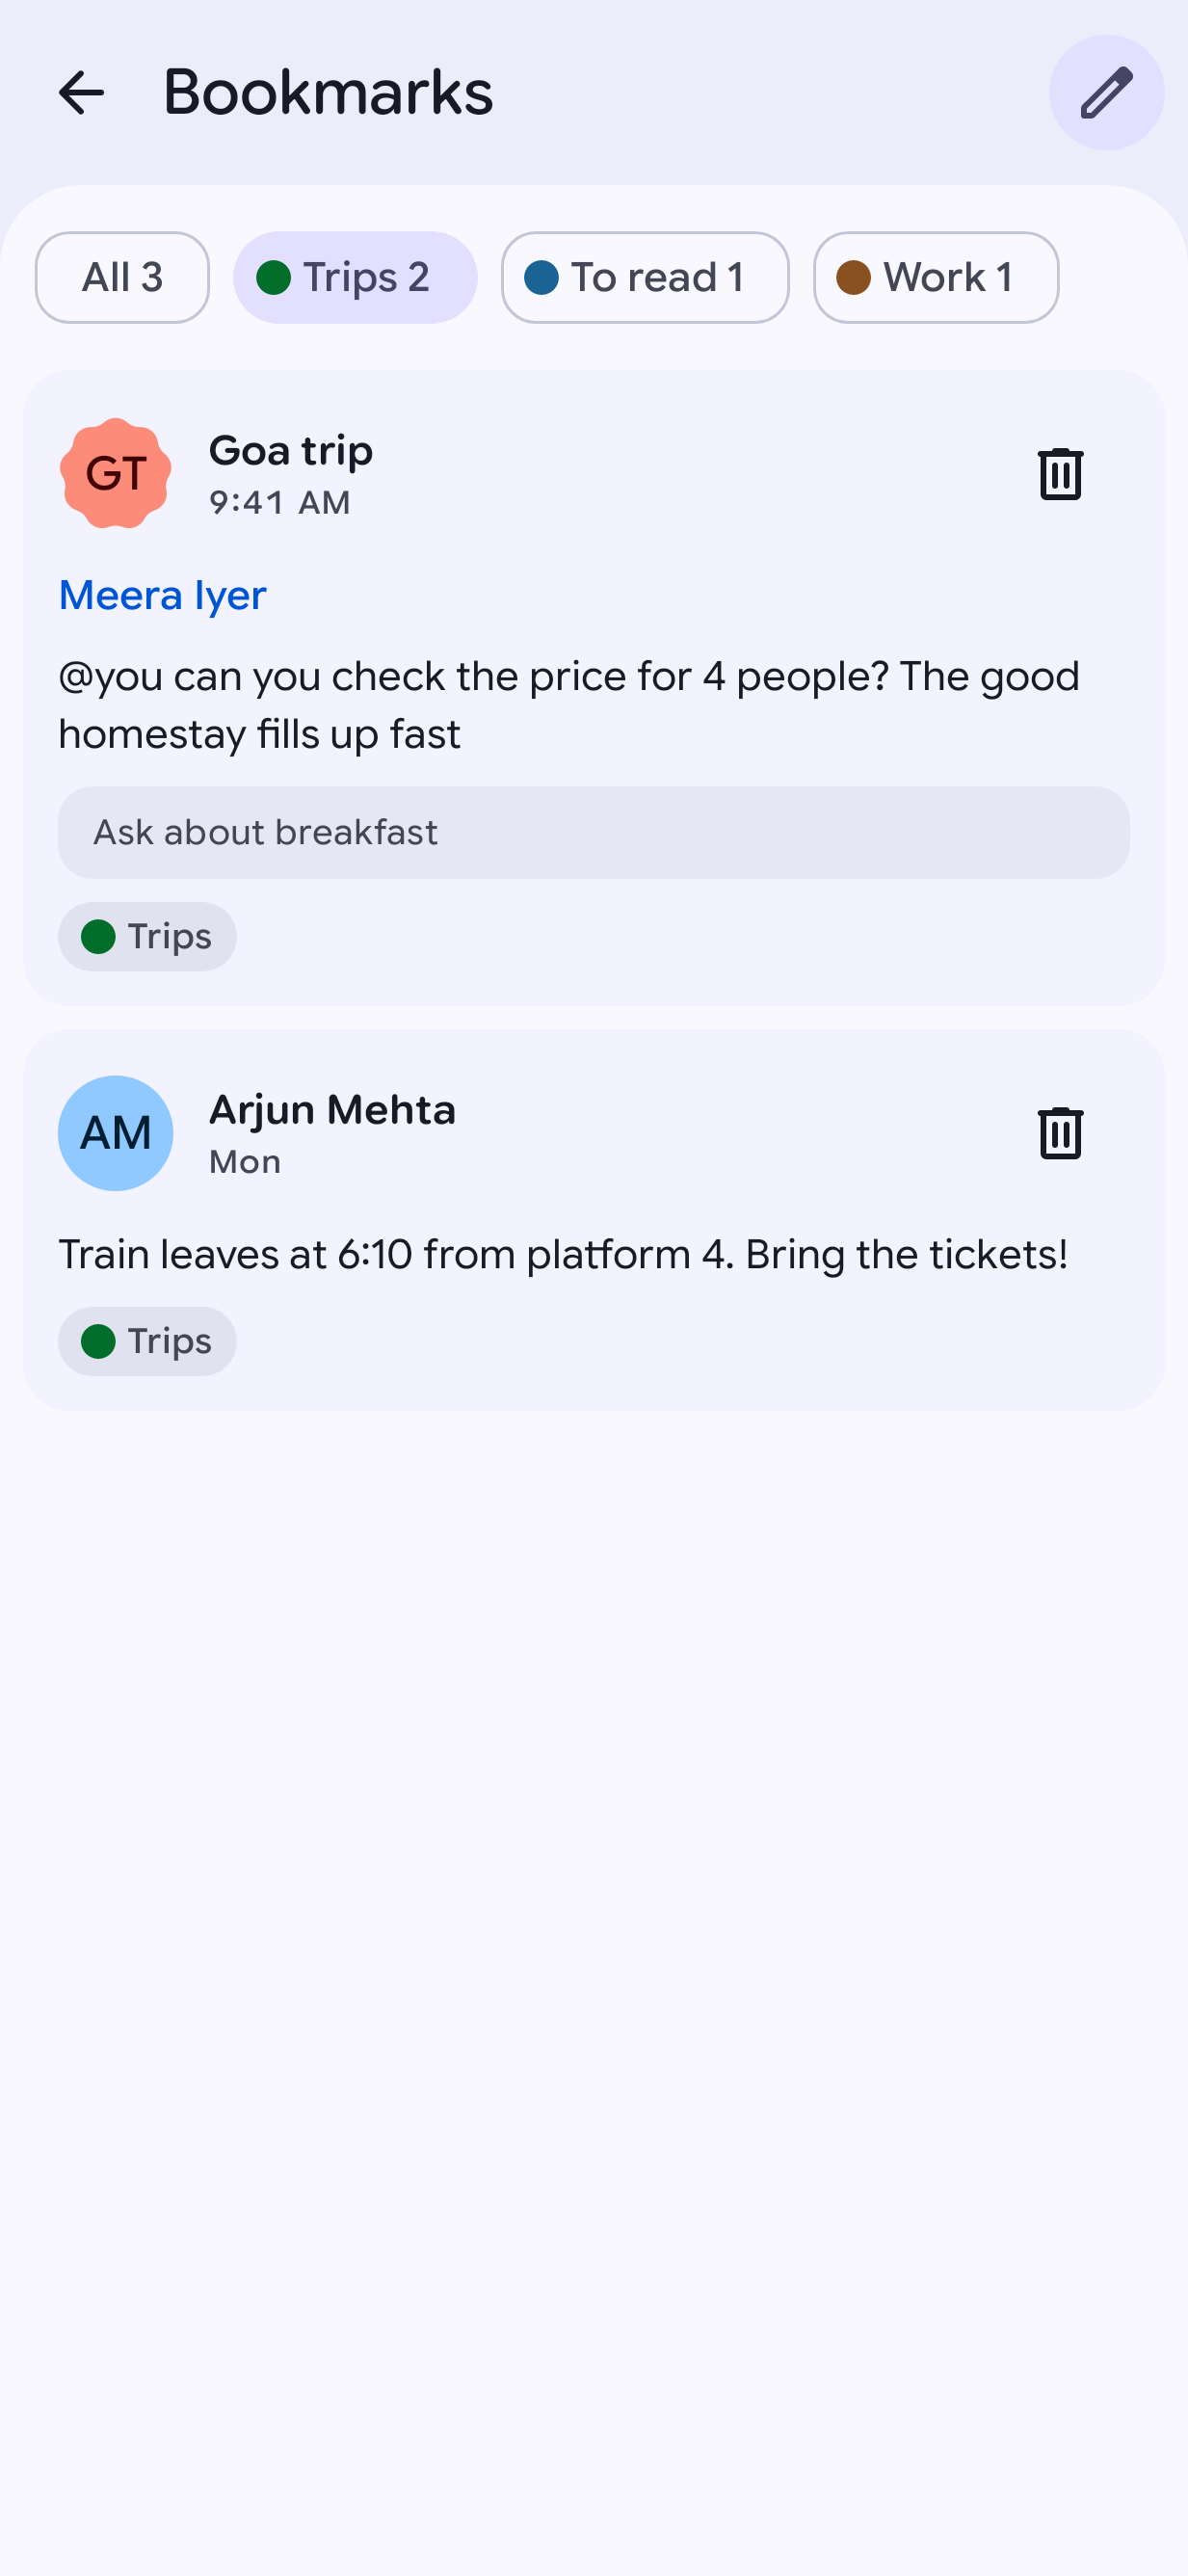 Bookmarks
All 3
Trips 2
To read 1
Work 1
GT
Goa trip
9:41 AM
Meera Iyer
@you can you check the price for 4 people? The good
homestay fills up fast
Ask about breakfast
Trips
AM
Arjun Mehta
Mon
Train leaves at 6:10 from platform 4. Bring the tickets!
Trips